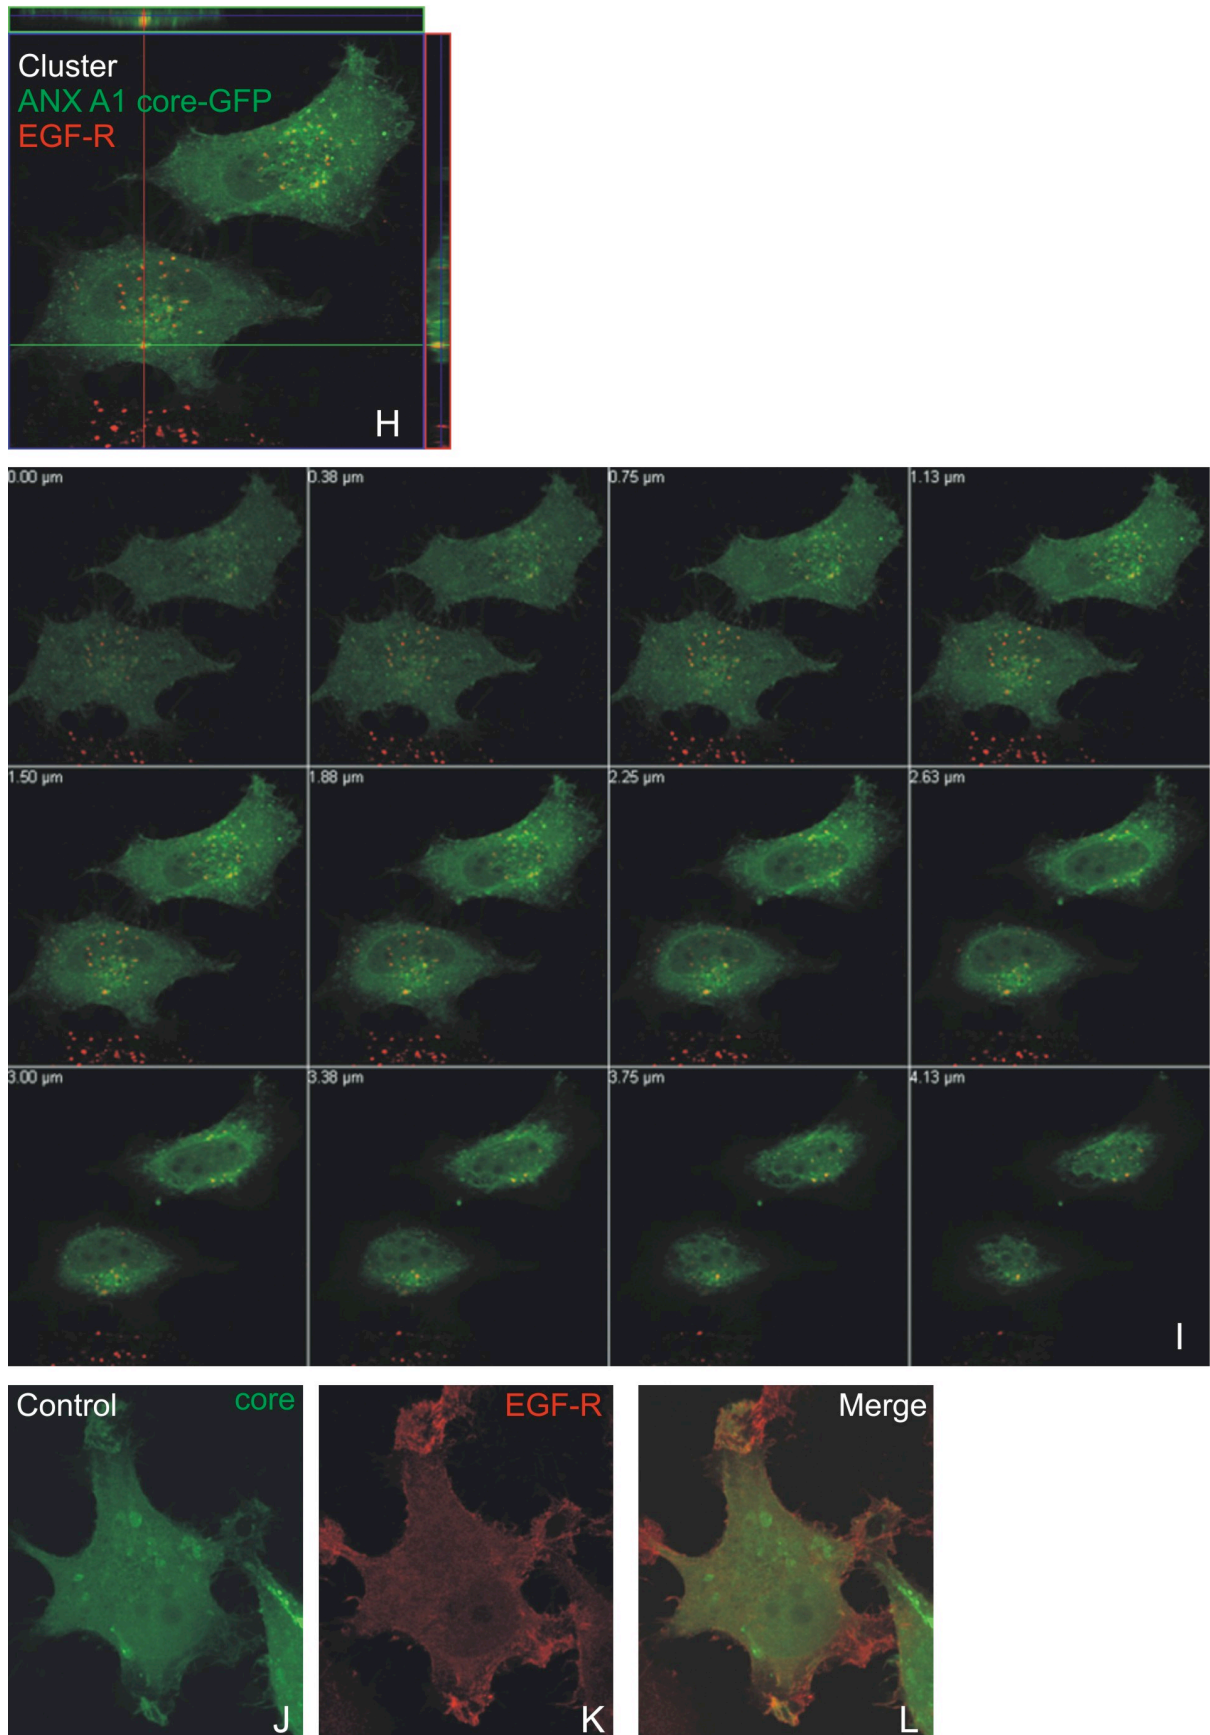 Cluster
ANX A1 core-GFP
EGF-R
H
0.00 µm
0.38 µm
0.75 µm
1.13 µm
1.50 µm
1.88 µm
2.25 µm
2.63 µm
3.00 µm
3.38 µm
3.75 µm
4.13 µm
I
Control
core
J
EGF-R
K
Merge
L